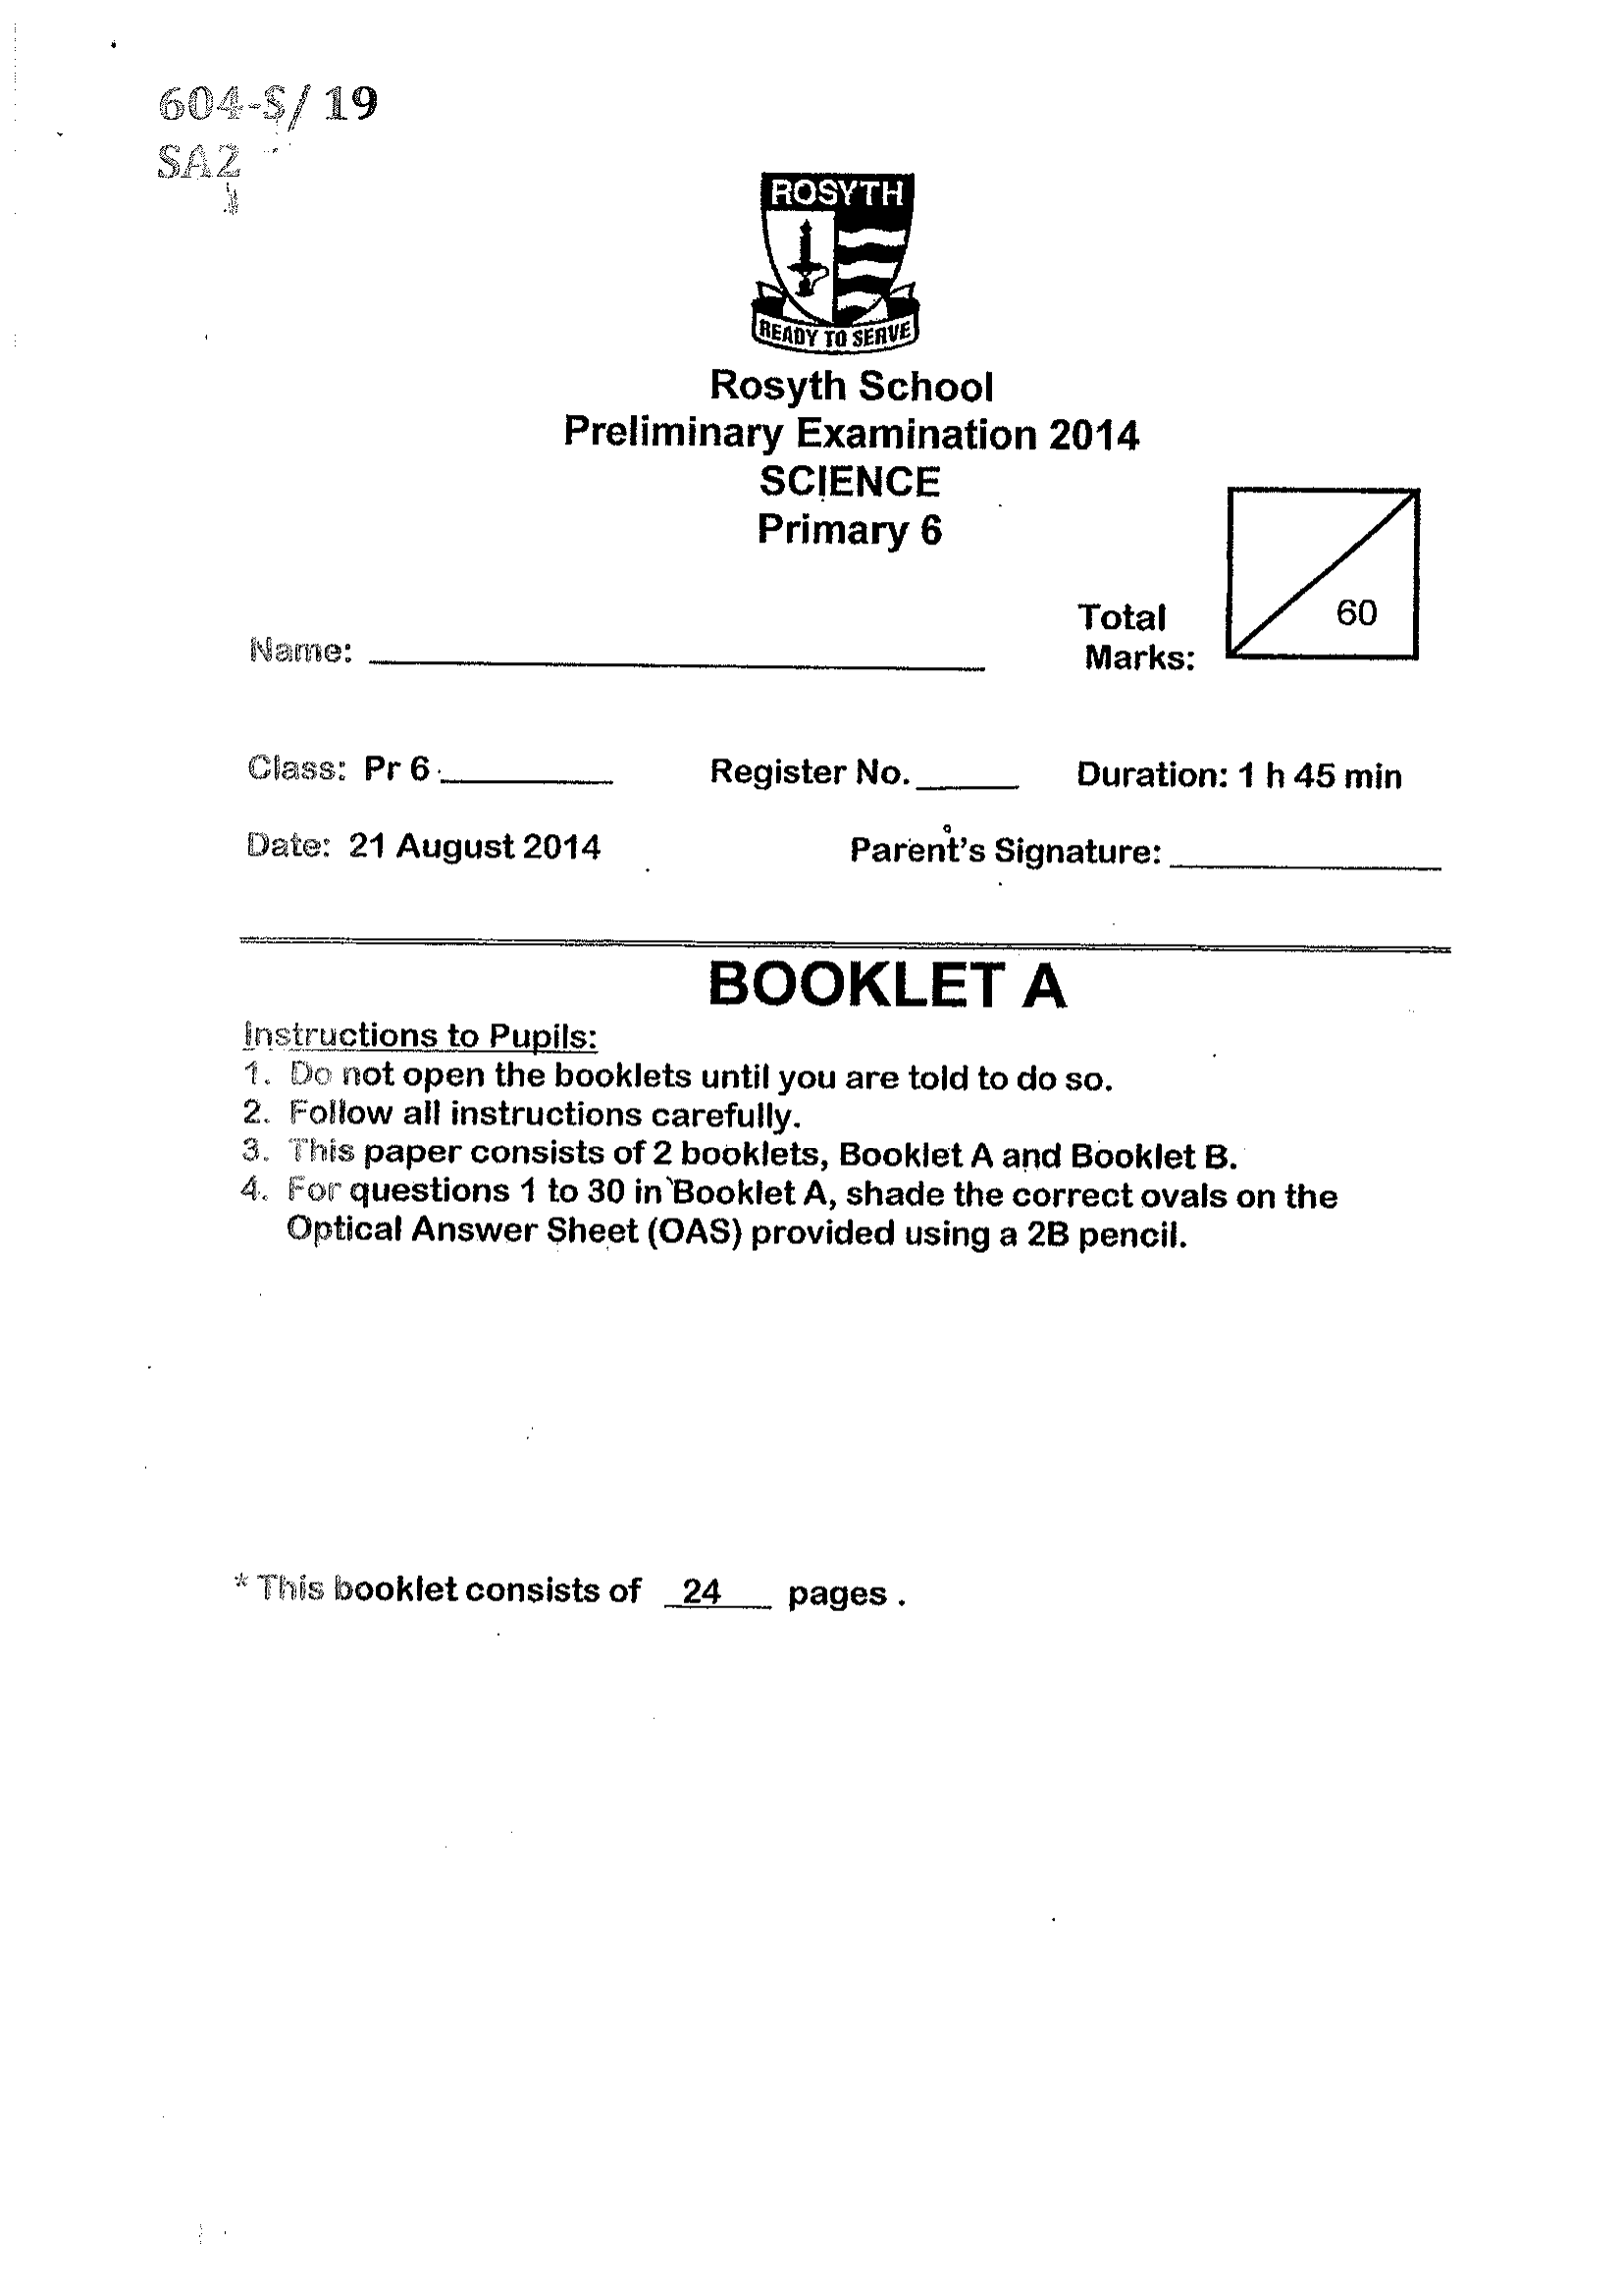 604-S/ 19
SA2
ROSYTH
READY TO SERVE
Rosyth School
Preliminary Examination 2014
SCIENCE
Primary 6
Total
Marks:
60
Name:
Class: Pr 6
Register No.
Duration: 1 h 45 min
Date: 21 August 2014
Parent's Signature:
BOOKLET A
Instructions to Pupils:
1. Do not open the booklets until you are told to do so.
2. Follow all instructions carefully.
3. This paper consists of 2 booklets, Booklet A and Booklet B.
4. For questions 1 to 30 in Booklet A, shade the correct ovals on the
Optical Answer Sheet (OAS) provided using a 2B pencil.
* This booklet consists of 24 pages .